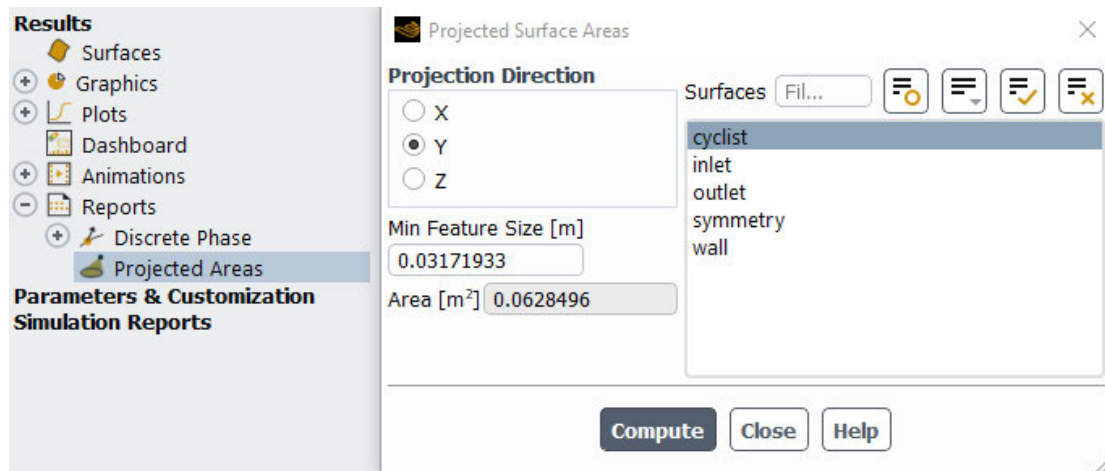 Results
Surfaces
Graphics
Plots
Dashboard
Animations
Reports
Discrete Phase
Projected Areas
Parameters & Customization
Simulation Reports
Projected Surface Areas
Projection Direction
X
Y
Z
Min Feature Size [m]
0.03171933
Area [m²] 0.0628496
Surfaces Fil...
cyclist
inlet
outlet
symmetry
wall
Compute Close Help